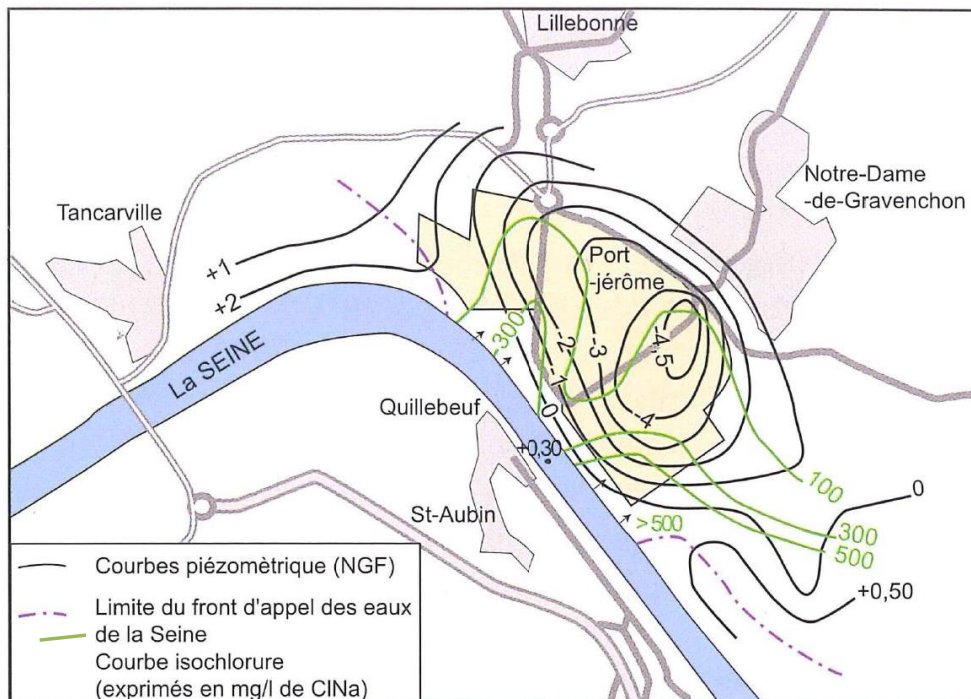 Lillebonne
Notre-Dame
-de-Gravenchon
Tancarville
Port
-jérôme
+1
+2
La SEINE
-300-
-2
-3
-4,5
-1
-4
0
Quillebeuf
+0,30
St-Aubin
>500
100
0
300
500
+0,50
Courbes piézomètrique (NGF)
Limite du front d'appel des eaux
de la Seine
Courbe isochlorure
(exprimés en mg/l de ClNa)